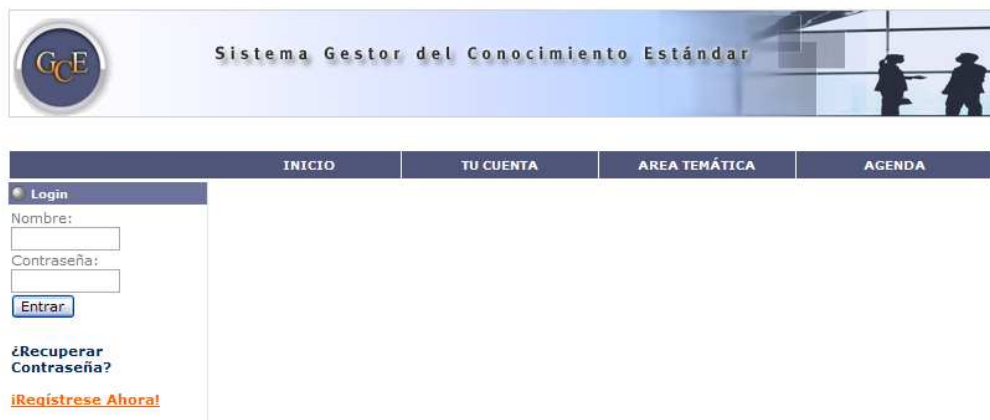 GCE
Sistema Gestor del Conocimiento Estándar
INICIO TU CUENTA AREA TEMÁTICA AGENDA
Login
Nombre:
Contraseña:
Entrar
¿Recuperar
Contraseña?
¡Regístrese Ahora!